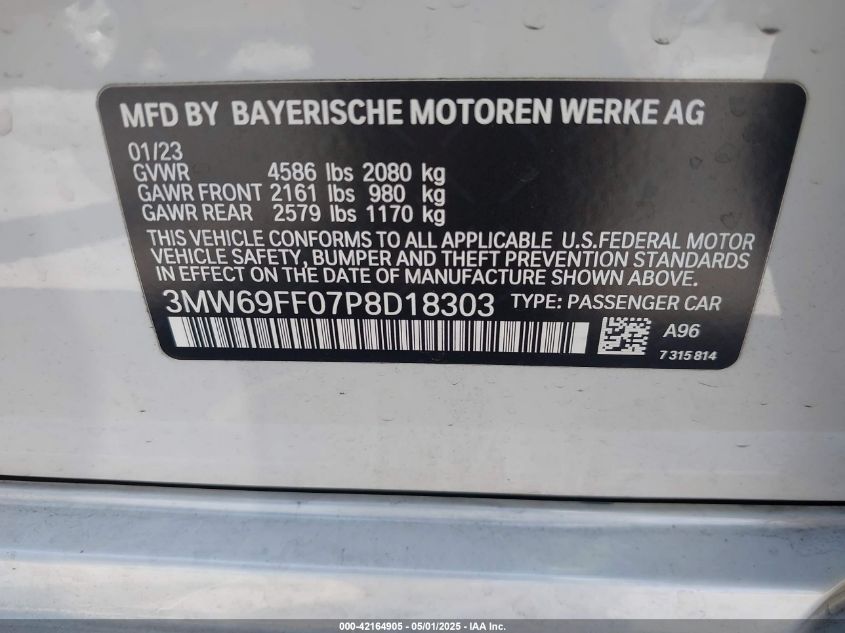 MFD BY BAYERISCHE MOTOREN WERKE AG
01/23
GVWR 4586 lbs 2080 kg
GAWR FRONT 2161 lbs 980 kg
GAWR REAR 2579 lbs 1170 kg
THIS VEHICLE CONFORMS TO ALL APPLICABLE U.S.FEDERAL MOTOR
VEHICLE SAFETY, BUMPER AND THEFT PREVENTION STANDARDS
IN EFFECT ON THE DATE OF MANUFACTURE SHOWN ABOVE.
3MW69FF07P8D18303 TYPE: PASSENGER CAR
A96
7 315 814
000-42164905 - 05/01/2025 - IAA Inc.